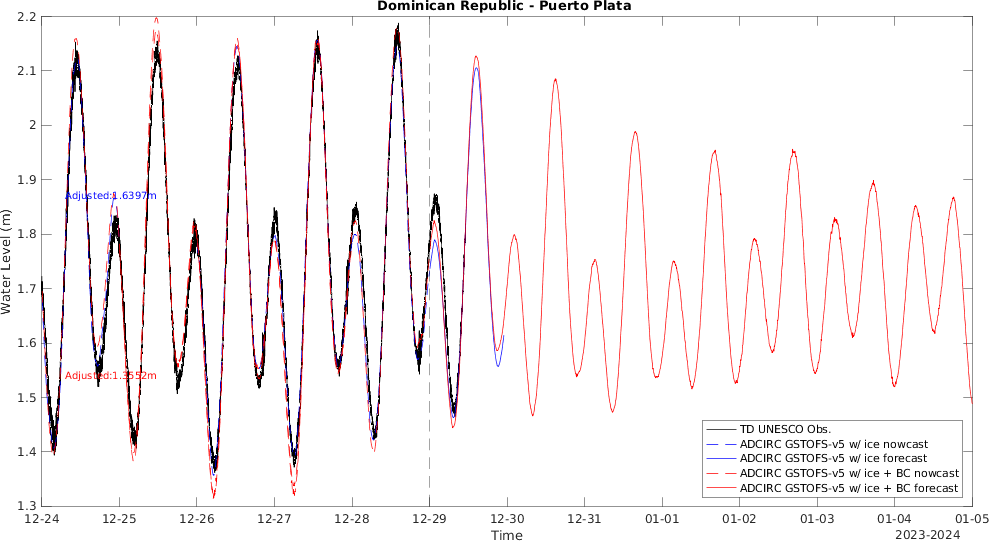 Dominican Republic - Puerto Plata
Water Level (m)
2.2
2.1
2
1.9
1.8
1.7
1.6
1.5
1.4
1.3
Adjusted:1.6397m
Adjusted:1.3552m
TD UNESCO Obs.
ADCIRC GSTOFS-v5 w/ ice nowcast
ADCIRC GSTOFS-v5 w/ ice forecast
ADCIRC GSTOFS-v5 w/ ice + BC nowcast
ADCIRC GSTOFS-v5 w/ ice + BC forecast
12-24 12-25 12-26 12-27 12-28 12-29 12-30 12-31 01-01 01-02 01-03 01-04 01-05
Time
2023-2024